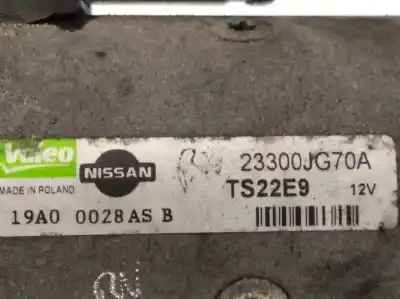 Valeo
NISSAN
23300JG70A
MADE IN POLAND
TS22E9 12V
19A0 0028AS B